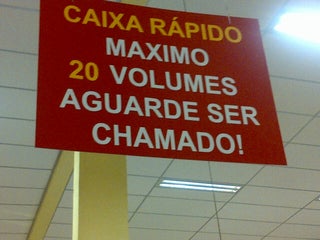 CAIXA RÁPIDO
MAXIMO
20 VOLUMES
AGUARDE SER
CHAMADO!